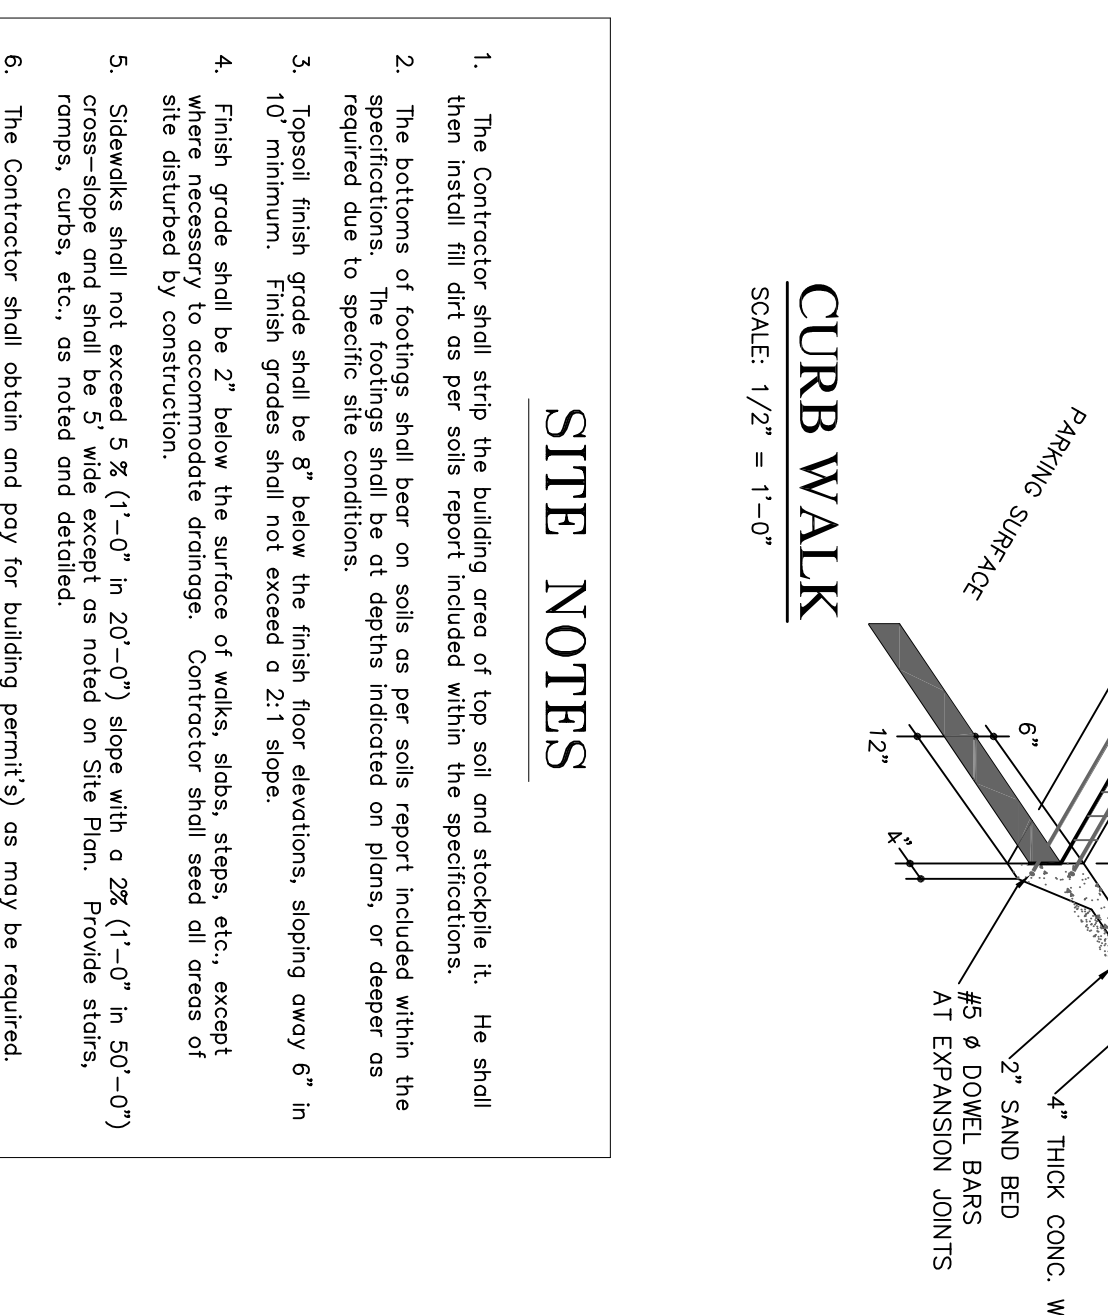 PARKING SURFACE
6"
12"
4"
4" THICK CONC.
2" SAND BED
#5 ø DOWEL BARS
AT EXPANSION JOINTS
CURB WALK
SCALE: 1/2" = 1'-0"
SITE NOTES
1. The Contractor shall strip the building area of top soil and stockpile it. He shall
then install fill dirt as per soils report included within the specifications.
2. The bottoms of footings shall bear on soils as per soils report included within the
specifications. The footings shall be at depths indicated on plans, or deeper as
required due to specific site conditions.
3. Topsoil finish grade shall be 8" below the finish floor elevations, sloping away 6" in
10' minimum. Finish grades shall not exceed a 2:1 slope.
4. Finish grade shall be 2" below the surface of walks, slabs, steps, etc., except
where necessary to accommodate drainage. Contractor shall seed all areas of
site disturbed by construction.
5. Sidewalks shall not exceed 5 % (1'-0" in 20'-0") slope with a 2% (1'-0" in 50'-0")
cross-slope and shall be 5' wide except as noted on Site Plan. Provide stairs,
ramps, curbs, etc., as noted and detailed.
6. The Contractor shall obtain and pay for building permit's) as may be required.